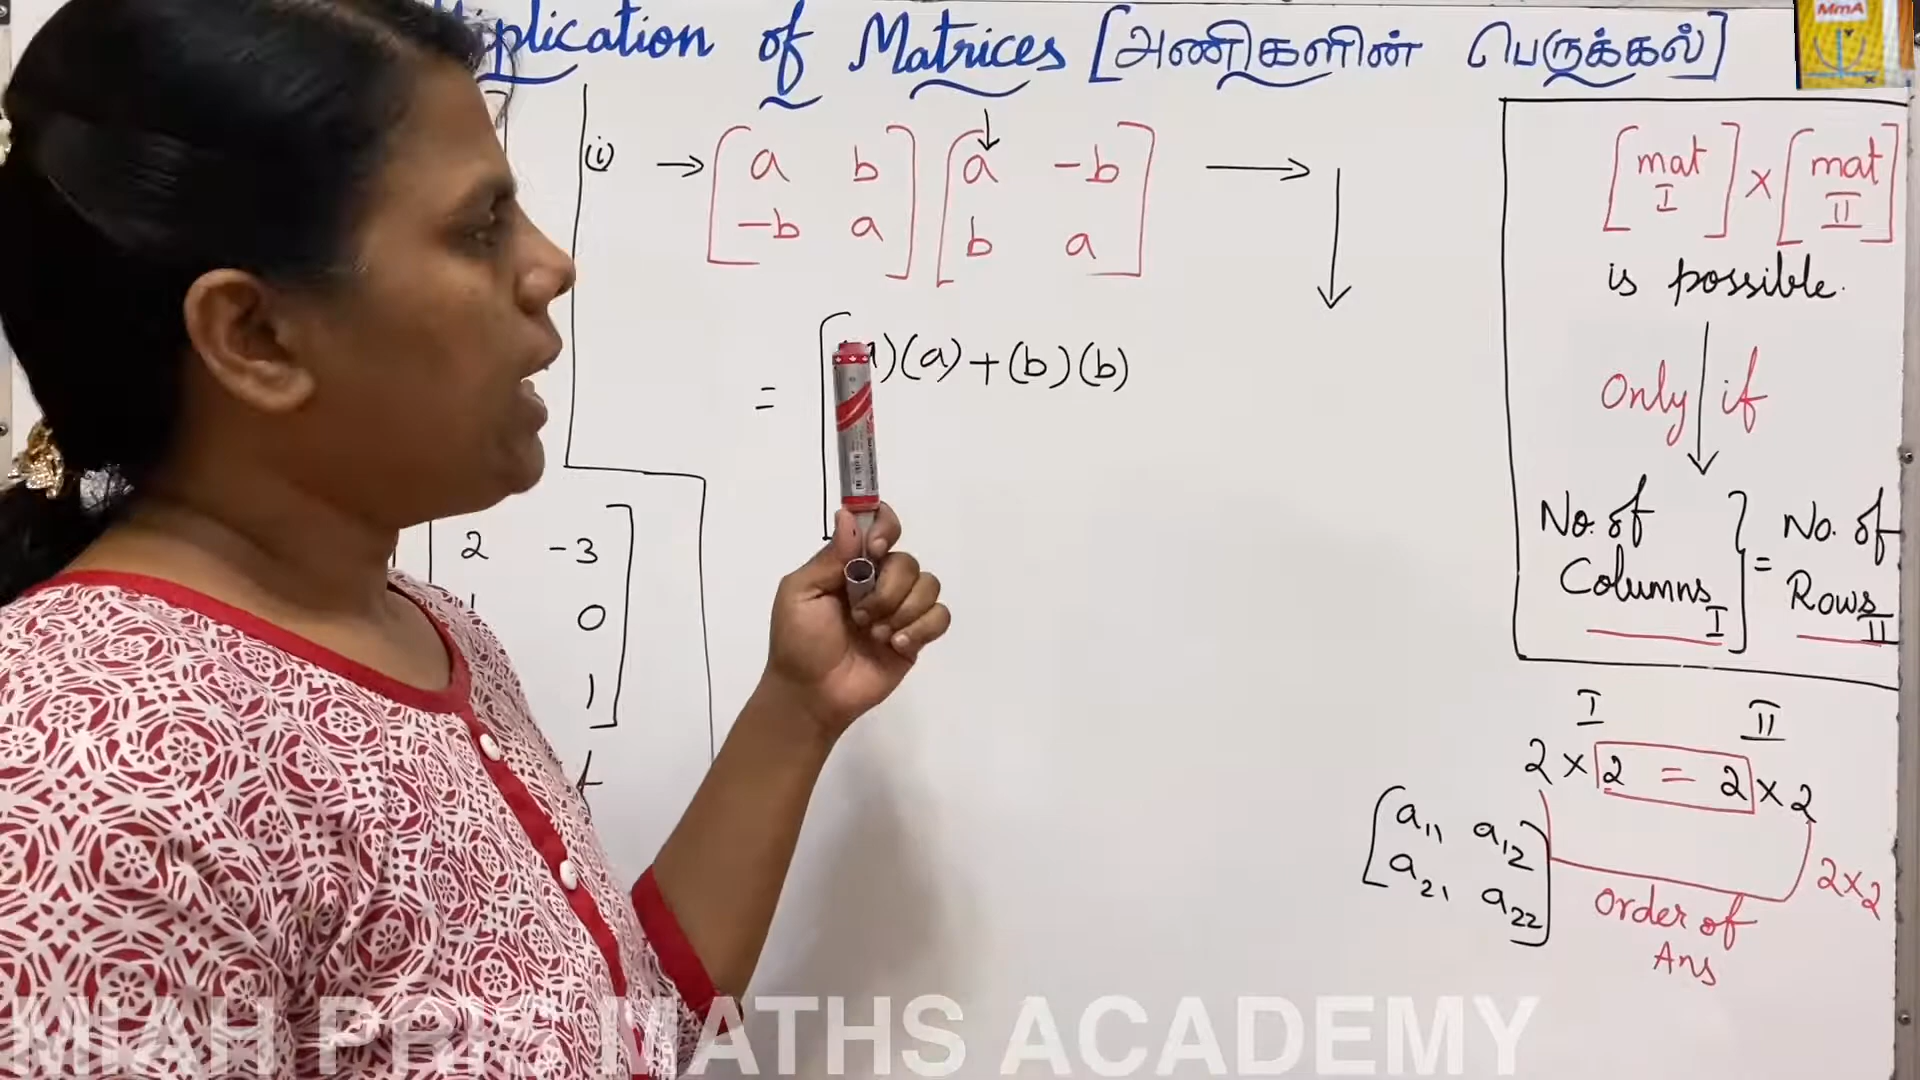 of Matrices [அணிகளின் பெருக்கல்]
MmA
(i) → [a b] [a -b] →
[-b a] [b a]
= [ (a)+(b)(b)
[mat I] × [mat II]
is possible.
Only if
No. of Columns I } = No. of Rows II
2 -3
0
1
I II
2 × 2 = 2 × 2
[a11 a12
a21 a22]
2×2
Order of
Ans
MATHS ACADEMY